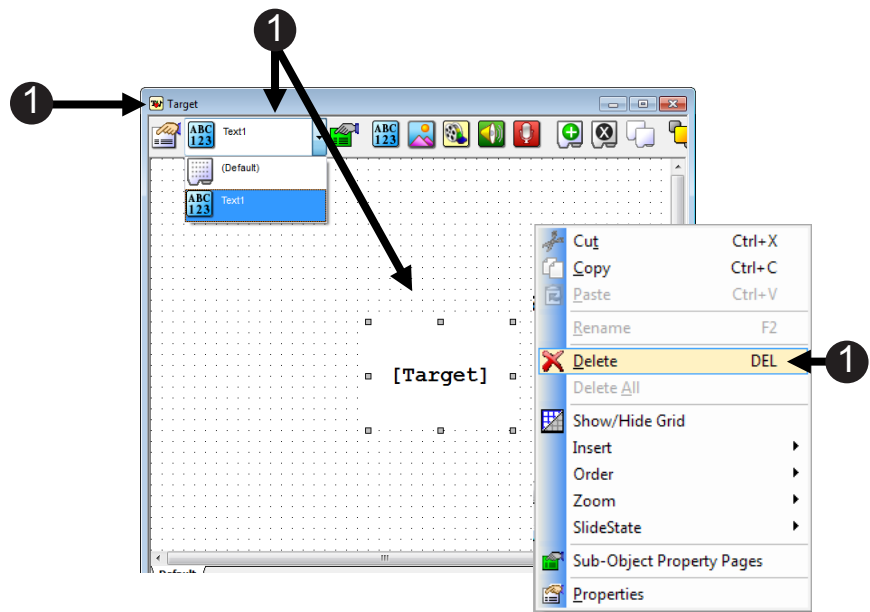 1
1
Target
ABC 123 Text1 ABC 123
(Default)
ABC 123 Text1
Cut Ctrl+X
Copy Ctrl+C
Paste Ctrl+V
Rename F2
[Target]
Delete DEL 1
Delete All
Show/Hide Grid
Insert
Order
Zoom
SlideState
Sub-Object Property Pages
Default
Properties